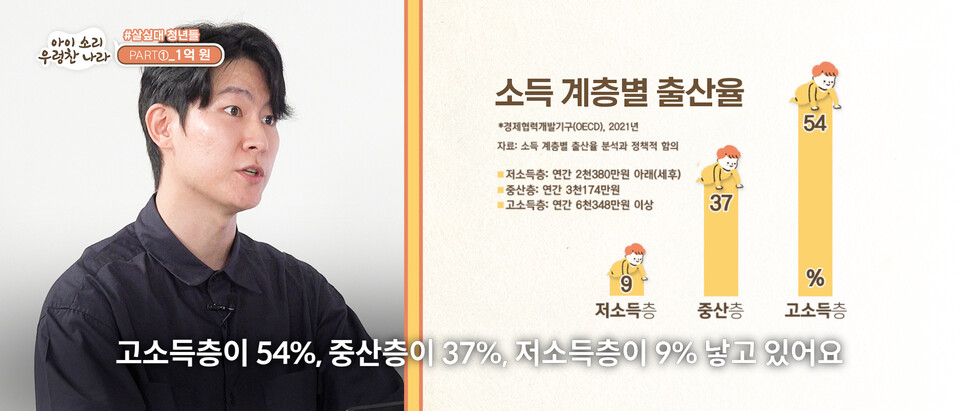 아이 소리
우렁찬 나라
#살싶대 청년들
PART①_1억 원
소득 계층별 출산율
*경제협력개발기구(OECD), 2021년
자료: 소득 계층별 출산율 분석과 정책적 함의
저소득층: 연간 2천380만원 아래(세후)
중산층: 연간 3천174만원
고소득층: 연간 6천348만원 이상
54
37
9
%
저소득층
중산층
고소득층
고소득층이 54%, 중산층이 37%, 저소득층이 9% 낳고 있어요